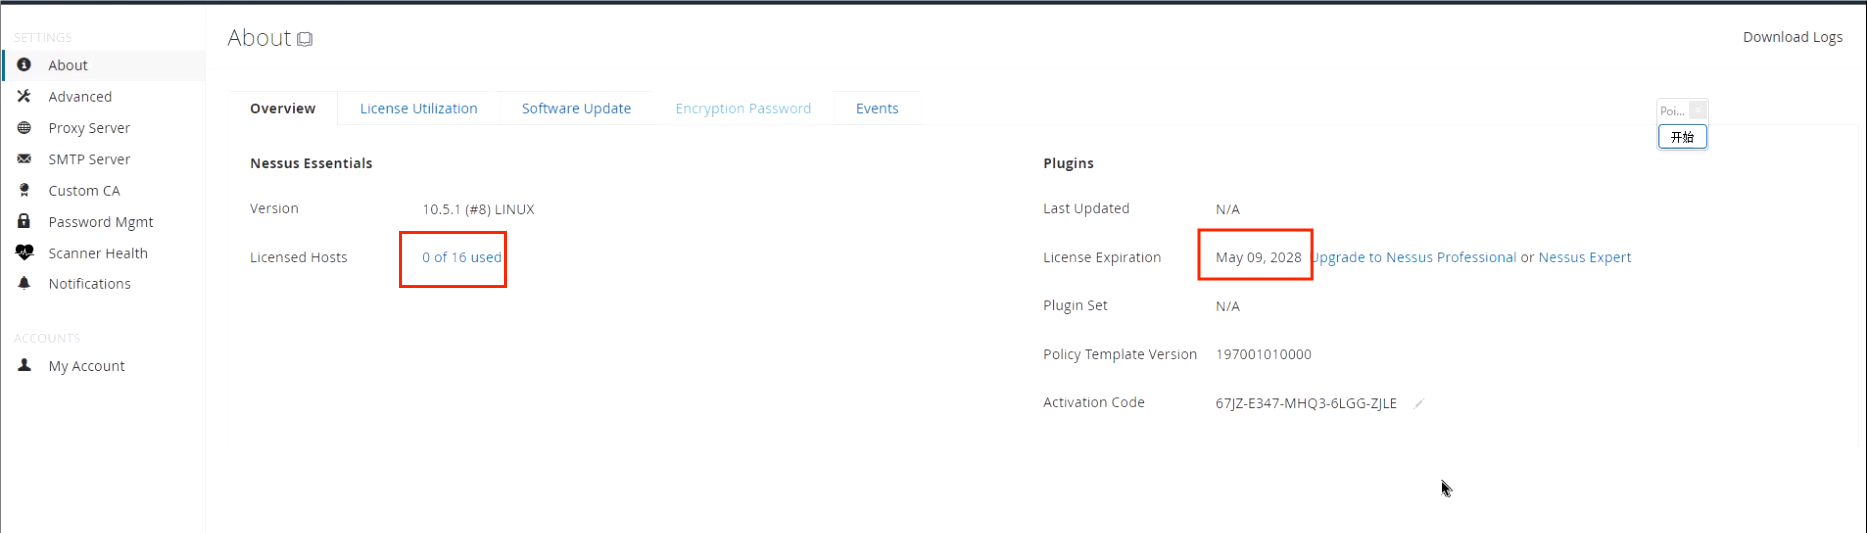 SETTINGS
About
Advanced
Proxy Server
SMTP Server
Custom CA
Password Mgmt
Scanner Health
Notifications
ACCOUNTS
My Account
About
Download Logs
Overview
License Utilization
Software Update
Encryption Password
Events
Poi...
开始
Nessus Essentials
Version 10.5.1 (#8) LINUX
Licensed Hosts 0 of 16 used
Plugins
Last Updated N/A
License Expiration May 09, 2028 Upgrade to Nessus Professional or Nessus Expert
Plugin Set N/A
Policy Template Version 197001010000
Activation Code 67JZ-E347-MHQ3-6LGG-ZJLE